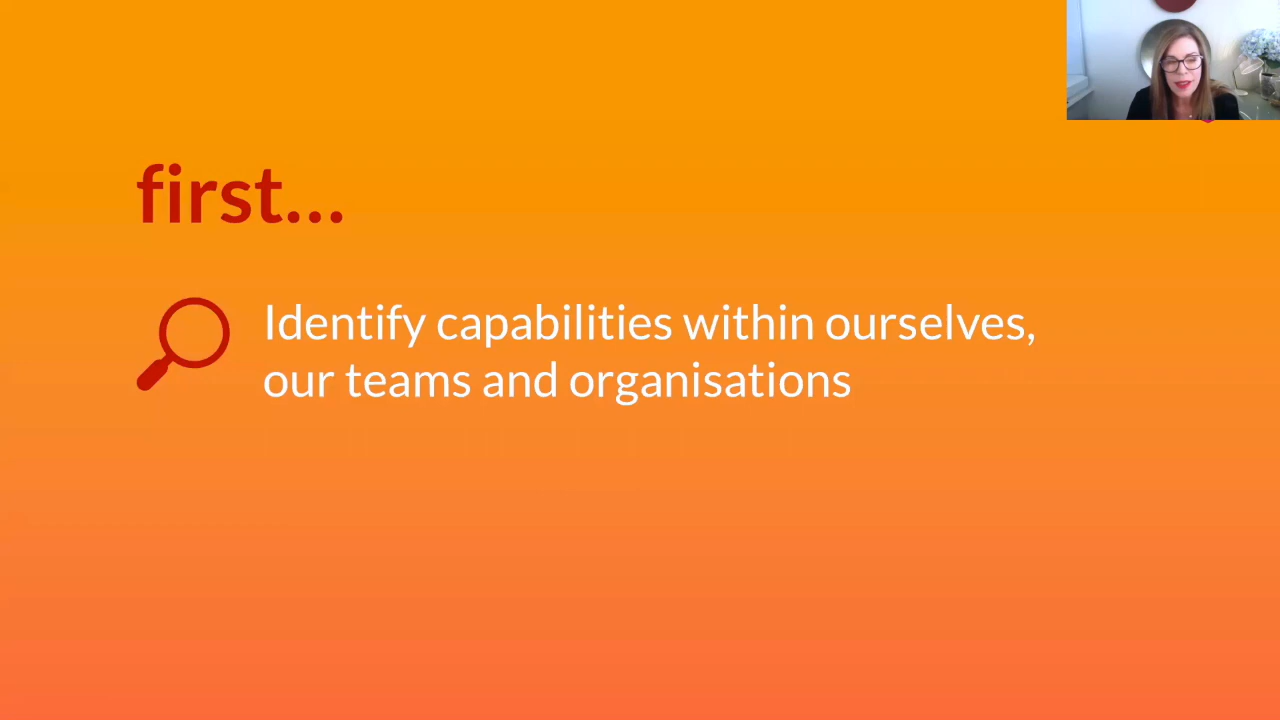 first...
Identify capabilities within ourselves,
our teams and organisations